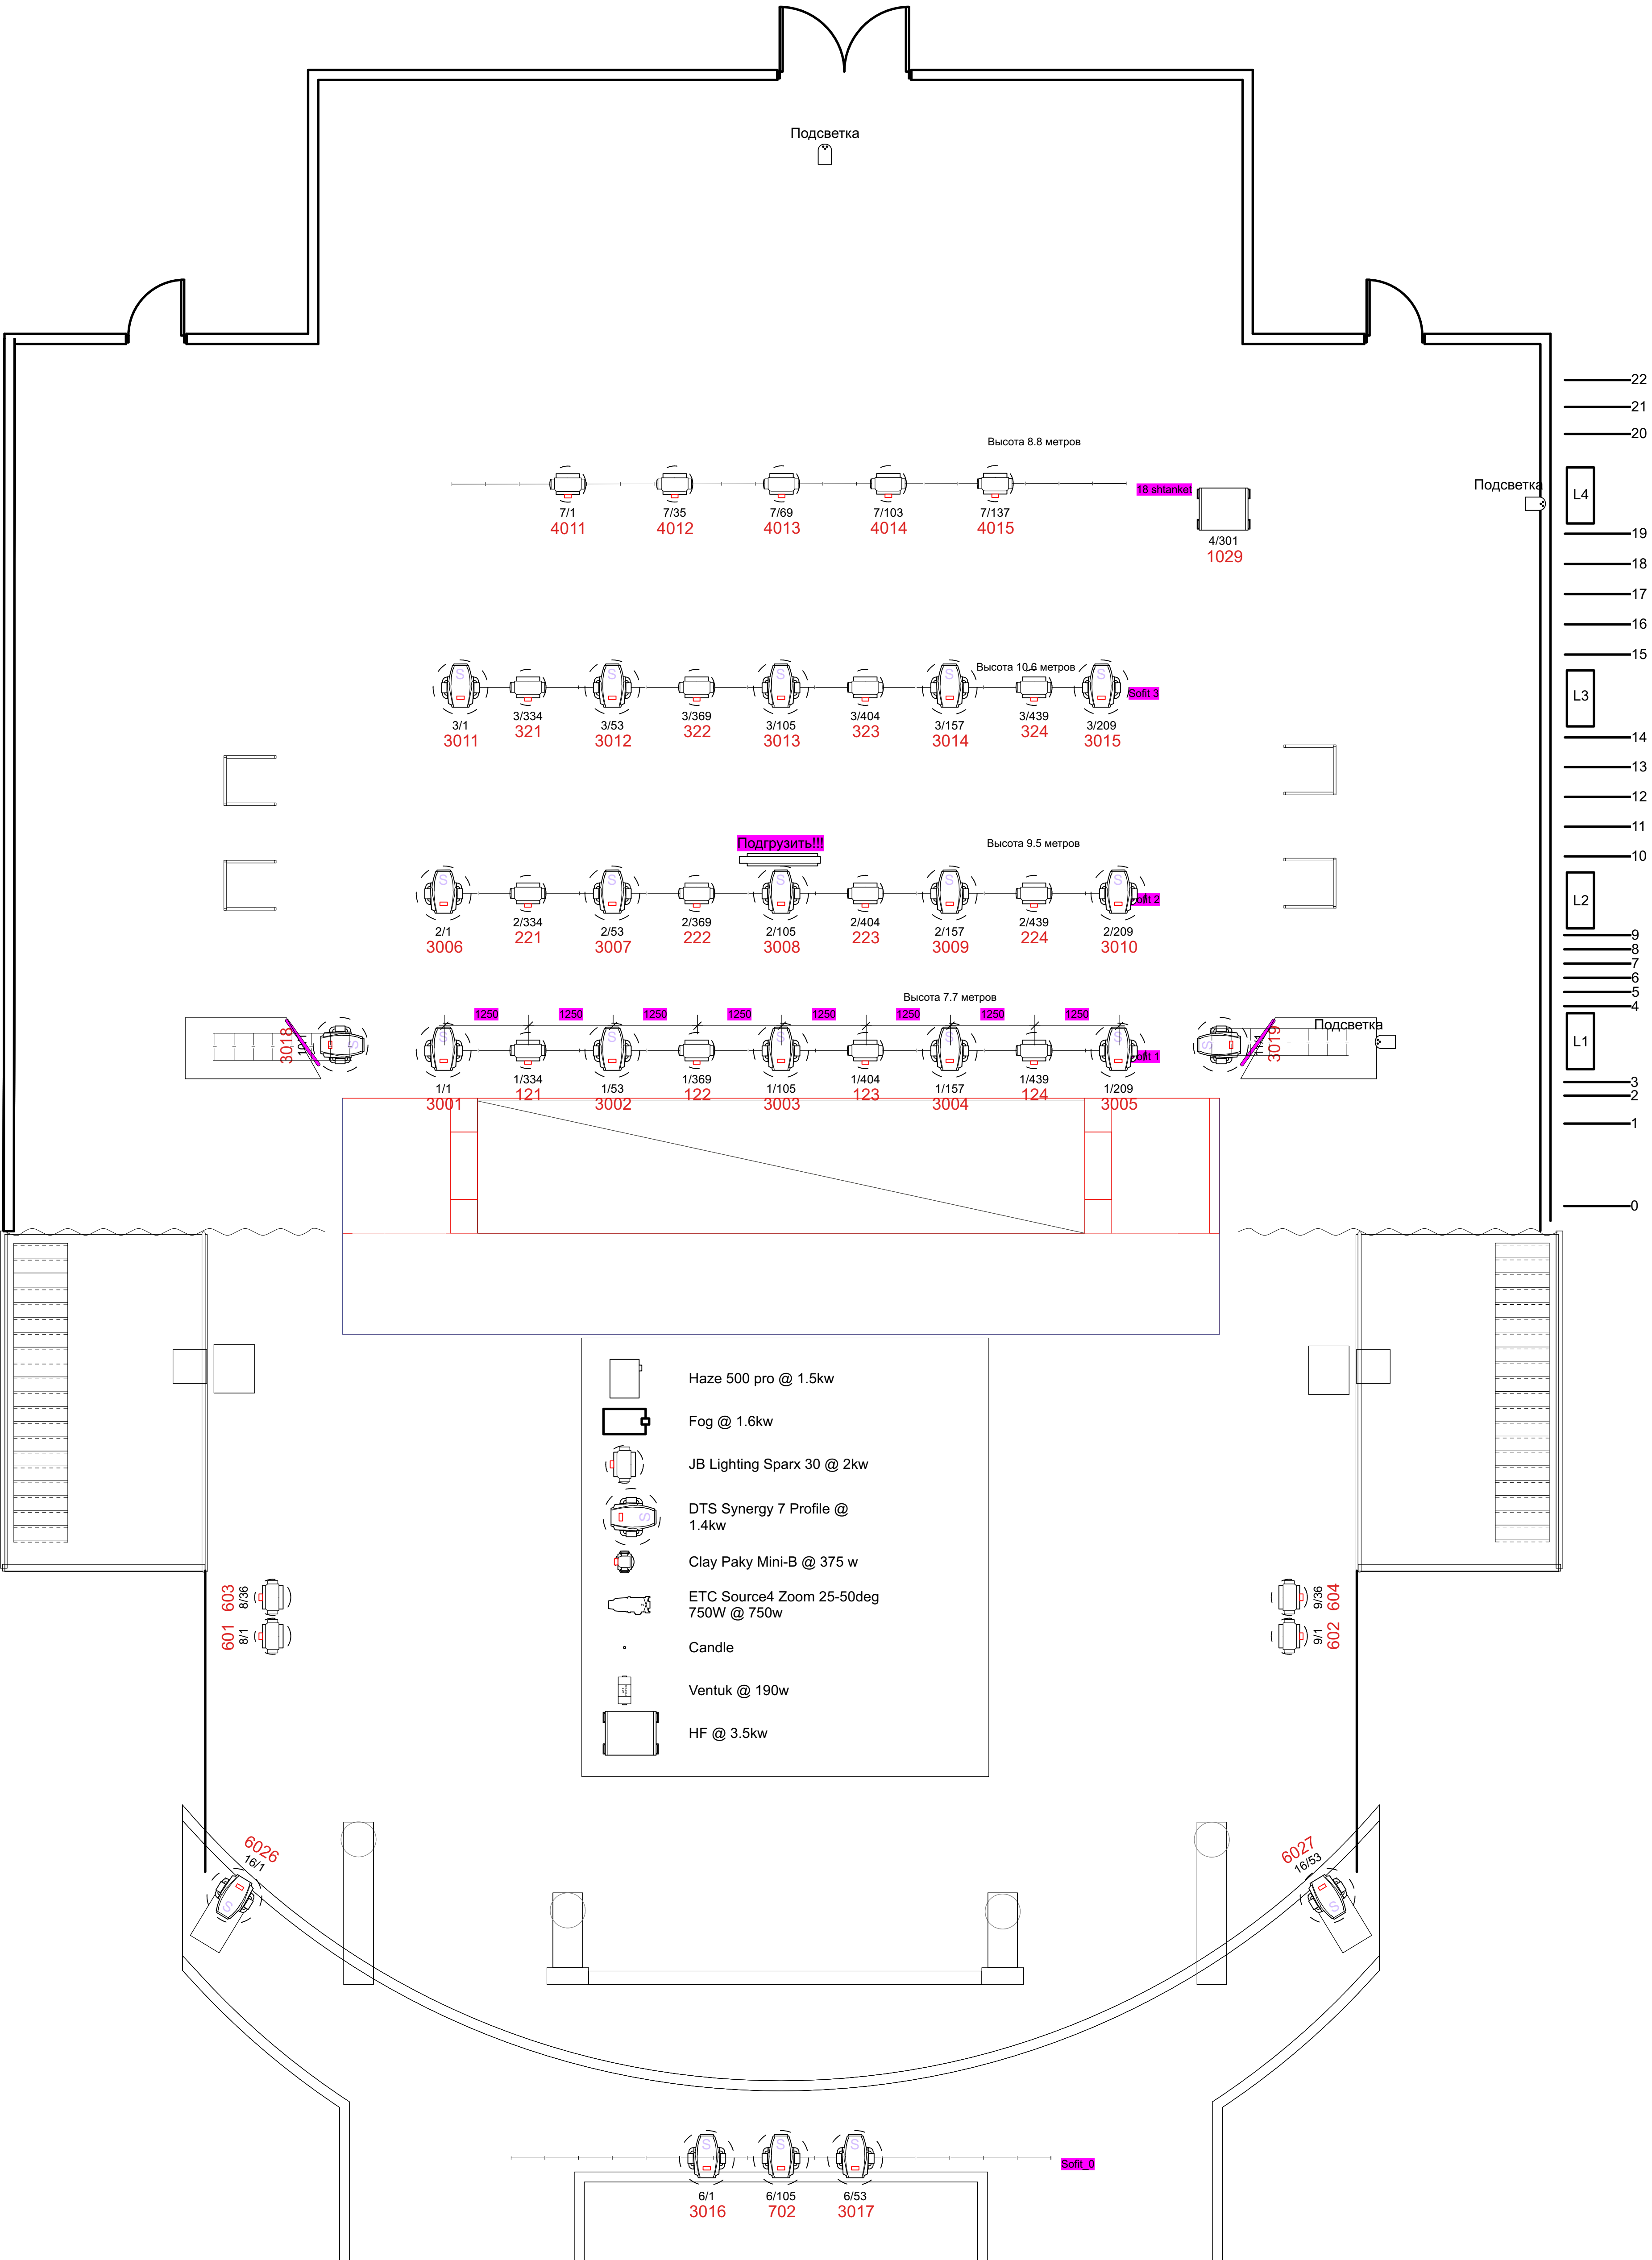 Подсветка
22
21
20
Высота 8.8 метров
18 shtanket
Подсветка
L4
7/1
4011
7/35
4012
7/69
4013
7/103
4014
7/137
4015
4/301
1029
19
18
17
16
15
Высота 10.6 метров
Sofit 3
L3
S
S
S
S
S
3/1
3011
3/334
321
3/53
3012
3/369
322
3/105
3013
3/404
323
3/157
3014
3/439
324
3/209
3015
14
13
12
11
10
Подгрузить!!!
Высота 9.5 метров
ofit 2
L2
S
S
S
S
S
2/1
3006
2/334
221
2/53
3007
2/369
222
2/105
3008
2/404
223
2/157
3009
2/439
224
2/209
3010
9
8
7
6
5
4
Высота 7.7 метров
1250
1250
1250
1250
1250
1250
1250
1250
3018
S
S
S
S
S
S
ofit 1
S
11/1
3019
Подсветка
L1
1/1
3001
1/334
121
1/53
3002
1/369
122
1/105
3003
1/404
123
1/157
3004
1/439
124
1/209
3005
3
2
1
0
Haze 500 pro @ 1.5kw
Fog @ 1.6kw
JB Lighting Sparx 30 @ 2kw
S
DTS Synergy 7 Profile @
1.4kw
Clay Paky Mini-B @ 375 w
ETC Source4 Zoom 25-50deg
750W @ 750w
Candle
Ventuk @ 190w
HF @ 3.5kw
603
8/36
601
8/1
9/36
604
9/1
602
6026
16/1
S
6027
16/53
S
S
S
S
Sofit_0
6/1
3016
6/105
702
6/53
3017